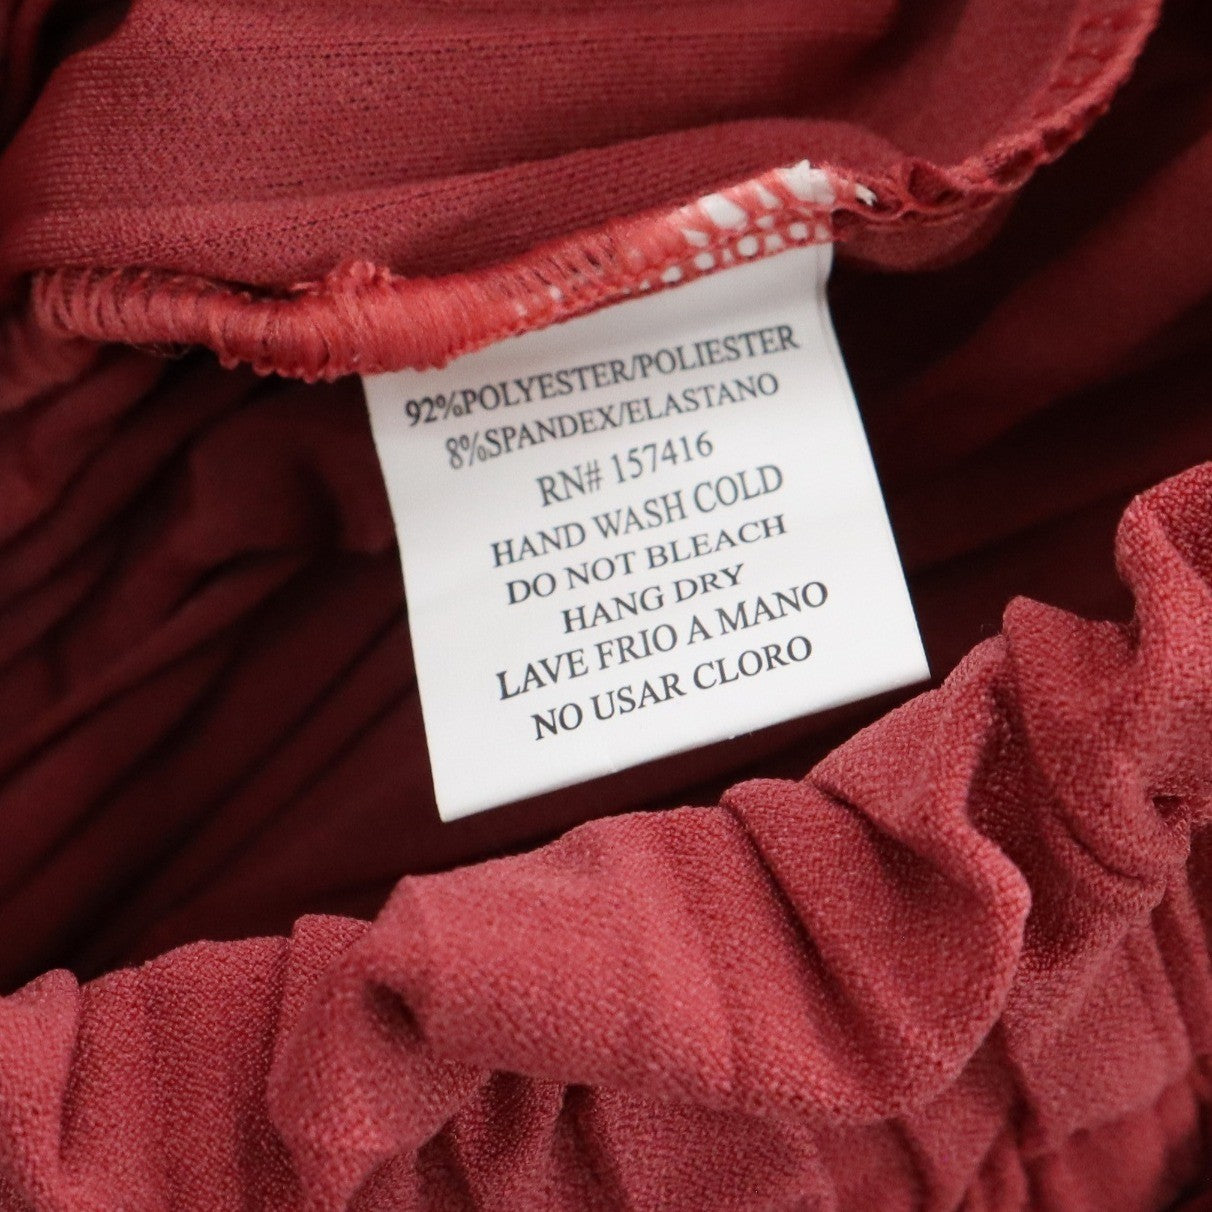 92%POLYESTER/POLIESTER
8%SPANDEX/ELASTANO
RN# 157416
HAND WASH COLD
DO NOT BLEACH
HANG DRY
LAVE FRIO A MANO
NO USAR CLORO